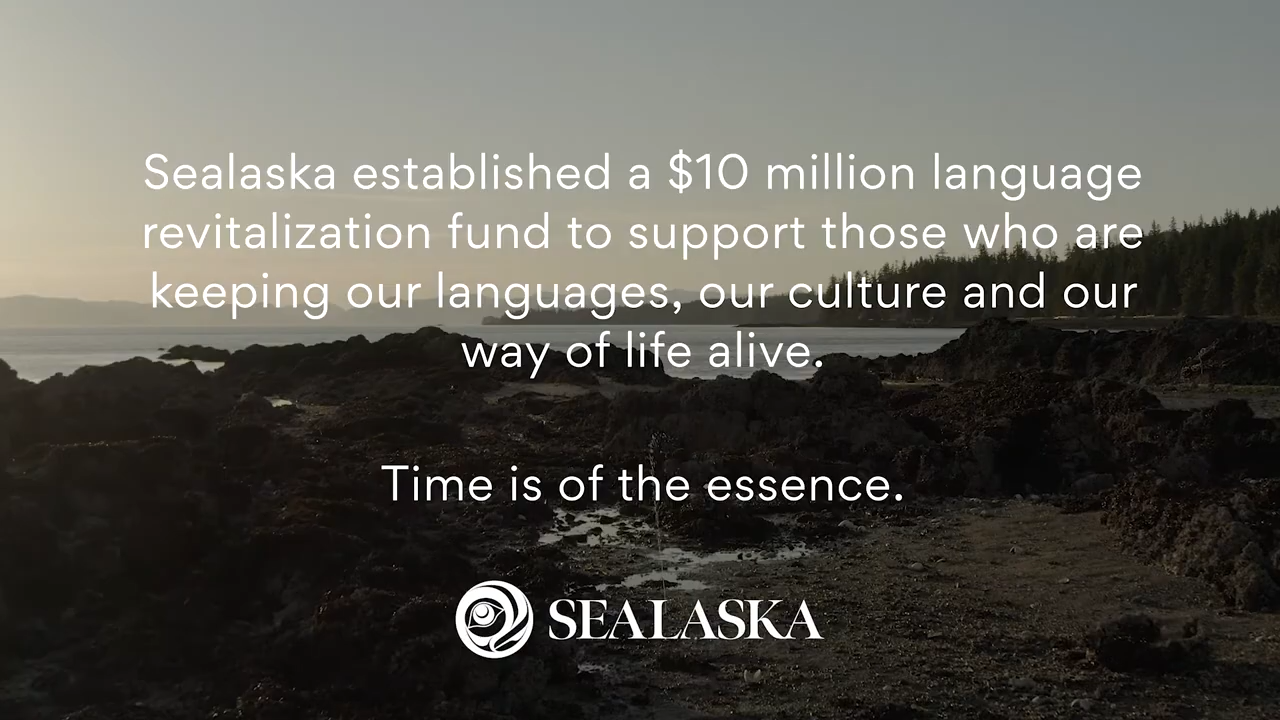 Sealaska established a $10 million language
revitalization fund to support those who are
keeping our languages, our culture and our
way of life alive.
Time is of the essence.
SEALASKA